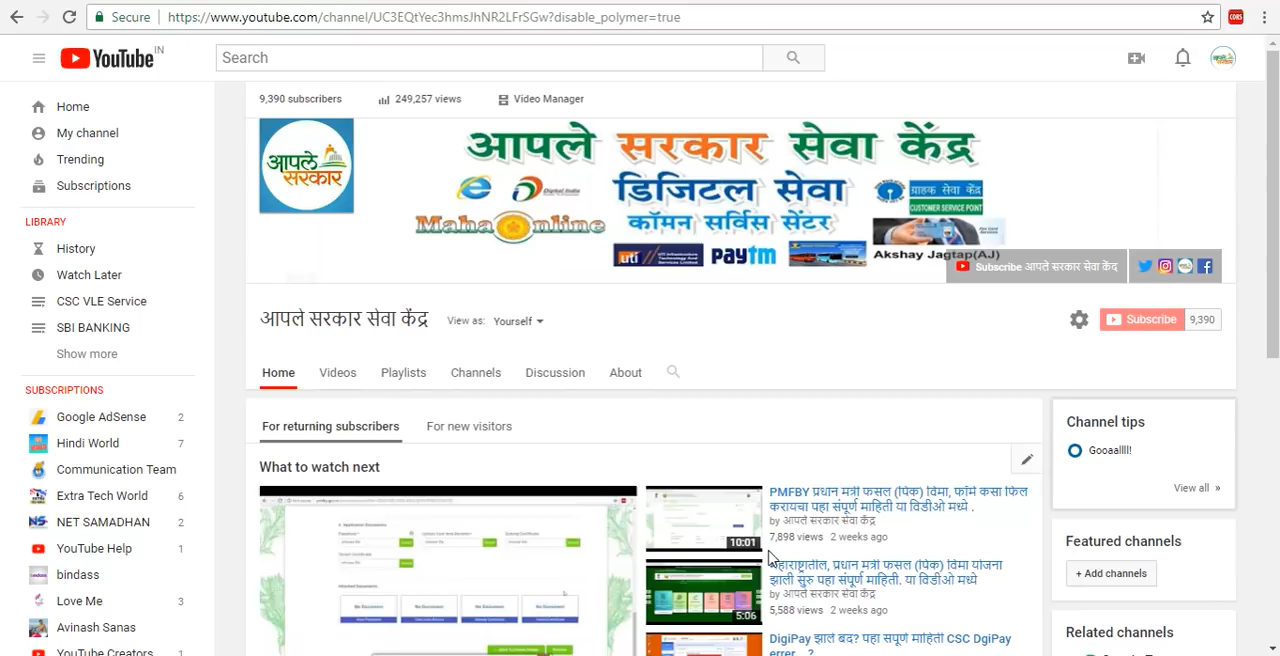 Secure
https://www.youtube.com/channel/UC3EQtYec3hmsJhNR2LFrSGw?disable_polymer=true
CORS
YouTube IN
Search
Home
My channel
Trending
Subscriptions
LIBRARY
History
Watch Later
CSC VLE Service
SBI BANKING
Show more
SUBSCRIPTIONS
Google AdSense 2
Hindi World 7
Communication Team
Extra Tech World 6
NET SAMADHAN 2
YouTube Help 1
bindass
Love Me 3
Avinash Sanas
YouTube Creators 1
9,390 subscribers
249,257 views
Video Manager
आपले सरकार
आपले सरकार सेवा केंद्र
Digital India
डिजिटल सेवा
ग्राहक सेवा केंद्र
CUSTOMER SERVICE POINT
MahaOnline
कॉमन सर्विस सेंटर
uti
paytm
Akshay Jagtap(AJ)
Subscribe आपले सरकार सेवा केंद्र
आपले सरकार सेवा केंद्र
View as: Yourself
Subscribe 9,390
Home
Videos
Playlists
Channels
Discussion
About
For returning subscribers
For new visitors
What to watch next
10:01
PMFBY प्रधान मंत्री फसल (पिक) विमा, फॉर्म कसा फिल
करायचा पहा संपूर्ण माहिती या विडीओ मध्ये .
by आपले सरकार सेवा केंद्र
7,898 views 2 weeks ago
5:06
प्रधान मंत्री फसल (पिक) विमा योजना
झाली सुरु पहा संपूर्ण माहिती. या विडीओ मध्ये
by आपले सरकार सेवा केंद्र
5,588 views 2 weeks ago
DigiPay झाले बंद? पहा संपूर्ण माहिती CSC DgiPay
error
Channel tips
Gooaallll!
View all »
Featured channels
+ Add channels
Related channels